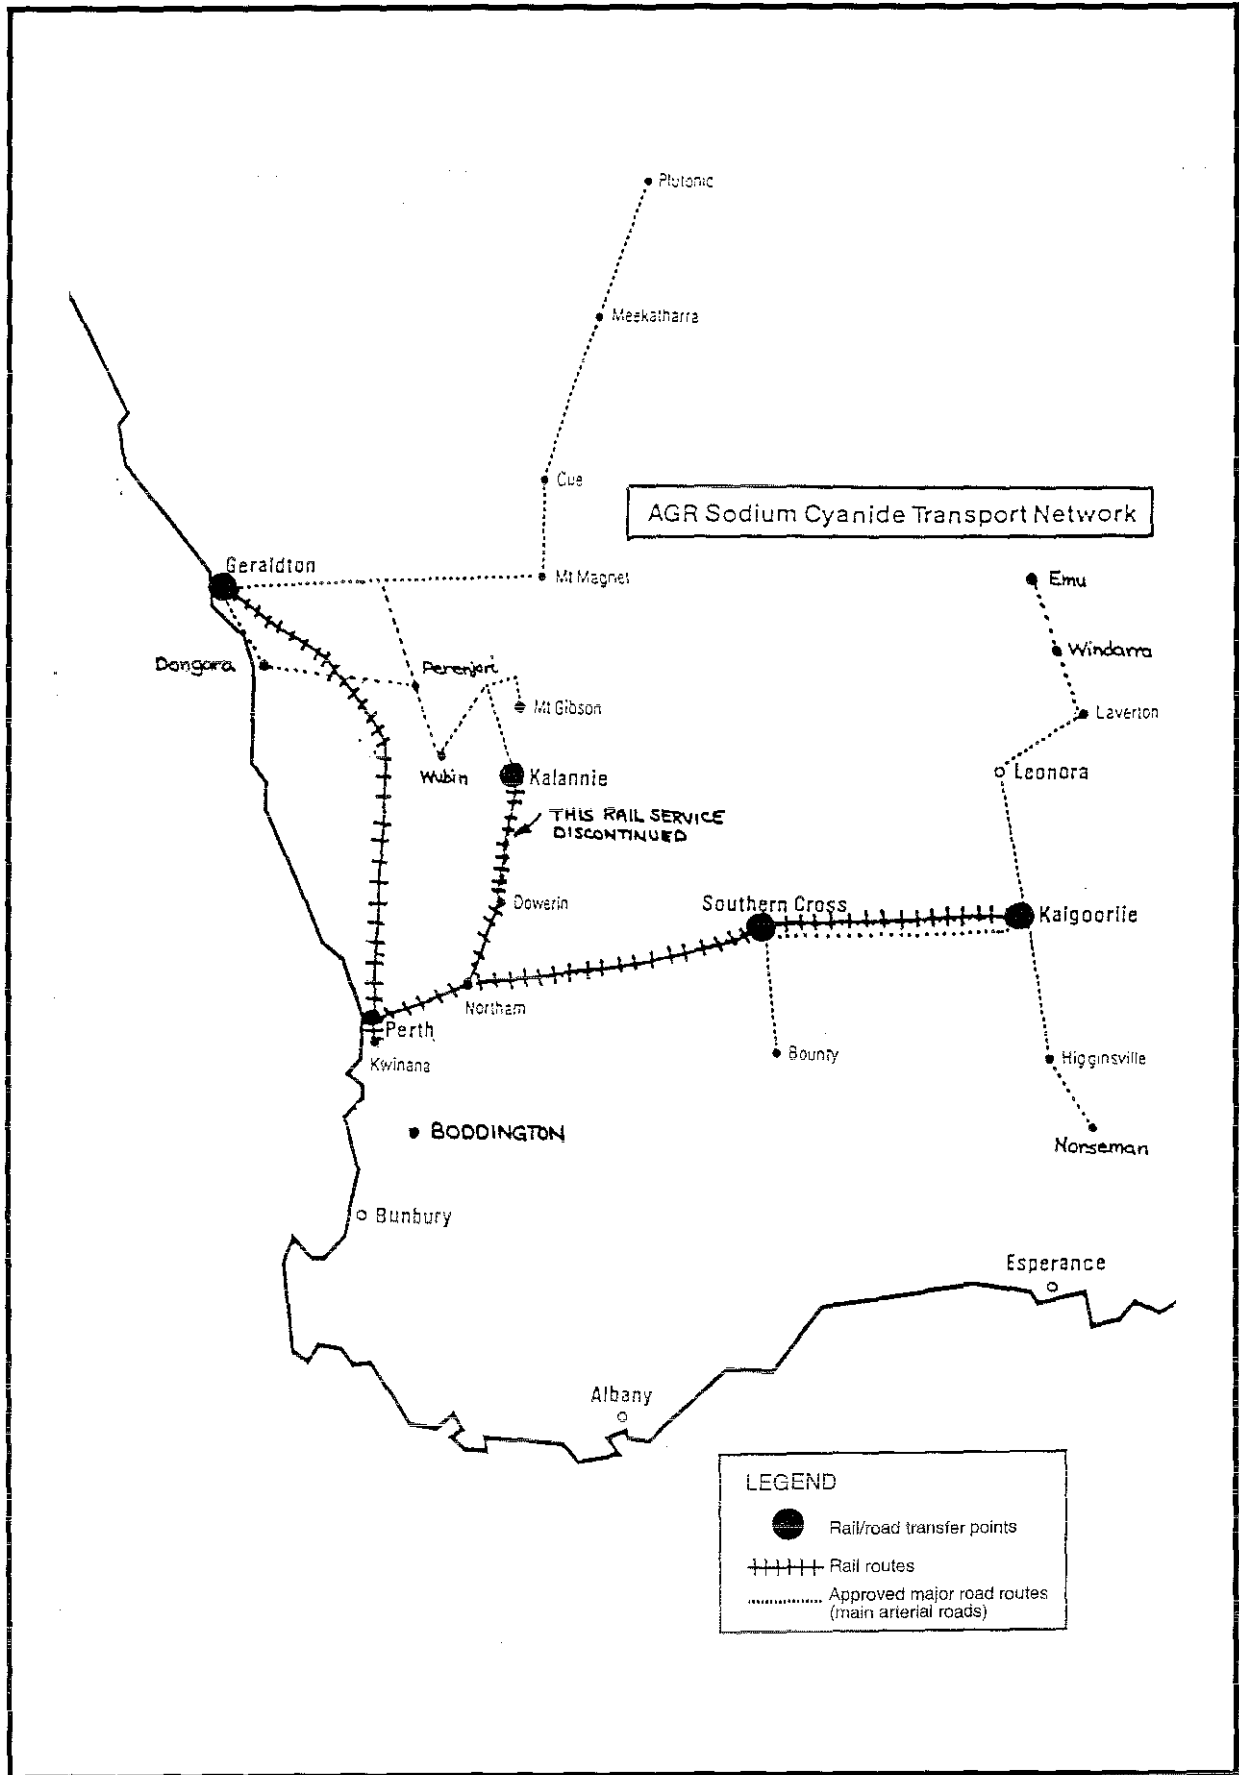 Plutonic
Meekatharra
Cue
AGR Sodium Cyanide Transport Network
Geraldton
Mt Magnet
Emu
Windarra
Dongara
Perenjori
Mt Gibson
Laverton
Wubin
Kalannie
Leonora
THIS RAIL SERVICE
DISCONTINUED
Dowerin
Southern Cross
Kalgoorlie
Northam
Perth
Kwinana
Bounty
Higginsville
BODDINGTON
Norseman
Bunbury
Esperance
Albany
LEGEND
Rail/road transfer points
Rail routes
Approved major road routes
(main arterial roads)